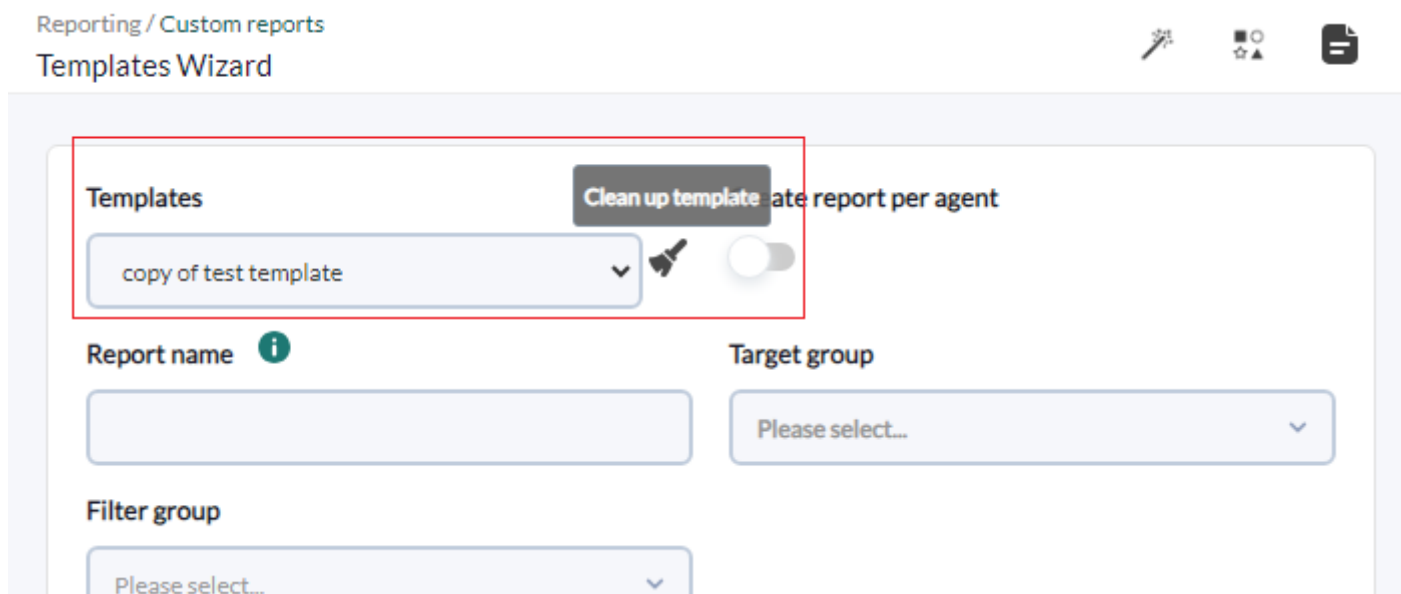 Reporting / Custom reports
Templates Wizard
Templates
Clean up template
ate report per agent
copy of test template
Report name
Target group
Please select...
Filter group
Please select...